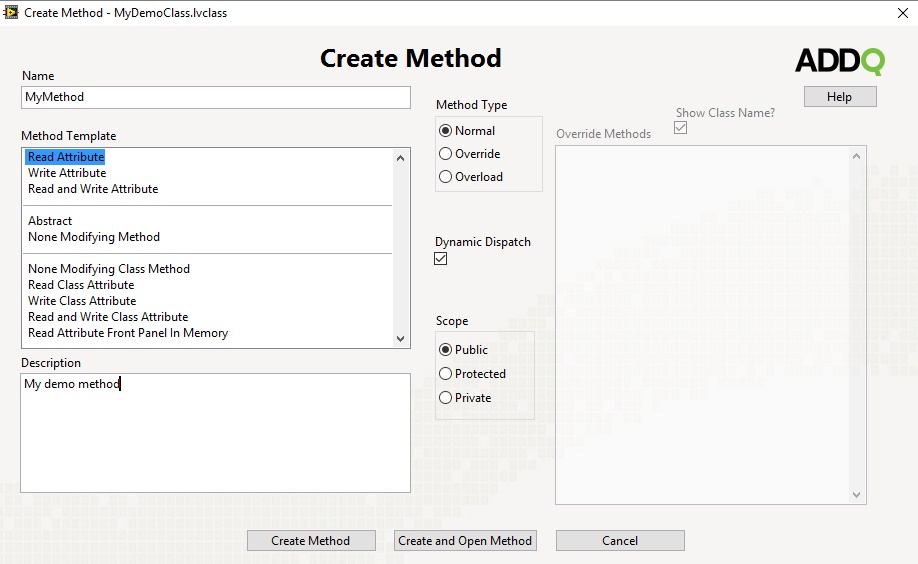 Create Method - MyDemoClass.lvclass
Create Method
ADDQ
Name
MyMethod
Help
Method Template
Read Attribute
Write Attribute
Read and Write Attribute
Abstract
None Modifying Method
None Modifying Class Method
Read Class Attribute
Write Class Attribute
Read and Write Class Attribute
Read Attribute Front Panel In Memory
Description
My demo method
Method Type
Normal
Override
Overload
Dynamic Dispatch
Scope
Public
Protected
Private
Show Class Name?
Override Methods
Create Method
Create and Open Method
Cancel